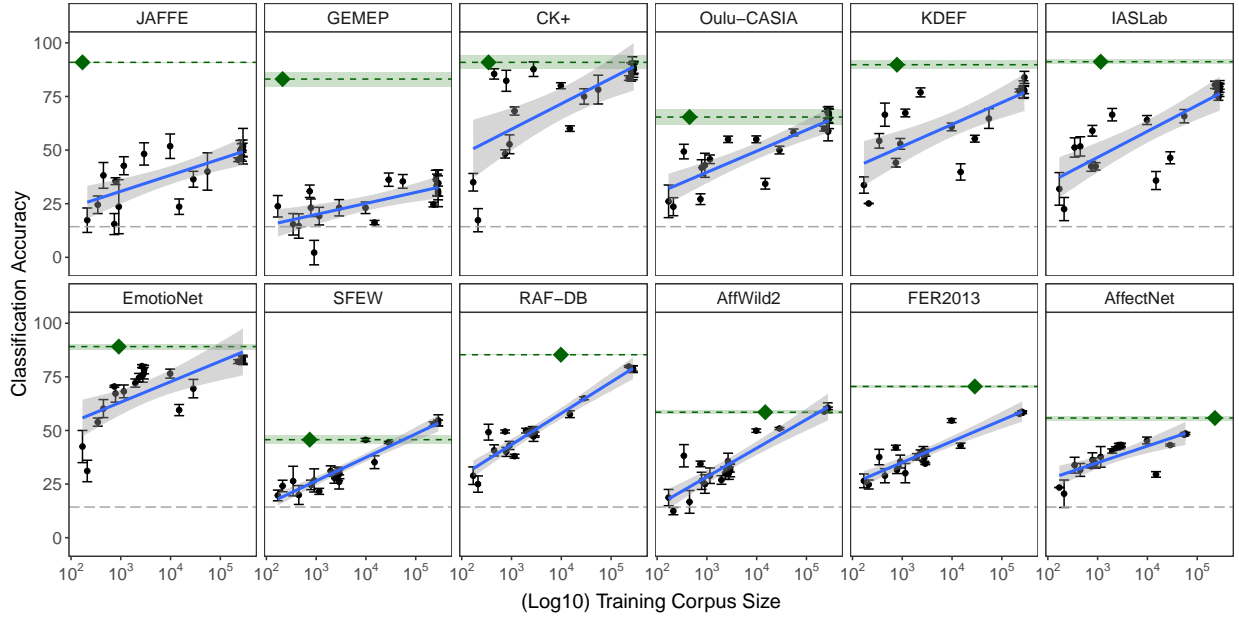 JAFFE GEMEP CK+ Oulu−CASIA KDEF IASLab
100
75
50
25
0
EmotioNet SFEW RAF−DB AffWild2 FER2013 AffectNet
100
75
50
25
0
10² 10³ 10⁴ 10⁵ 10² 10³ 10⁴ 10⁵ 10² 10³ 10⁴ 10⁵ 10² 10³ 10⁴ 10⁵ 10² 10³ 10⁴ 10⁵ 10² 10³ 10⁴ 10⁵
(Log10) Training Corpus Size
Classification Accuracy